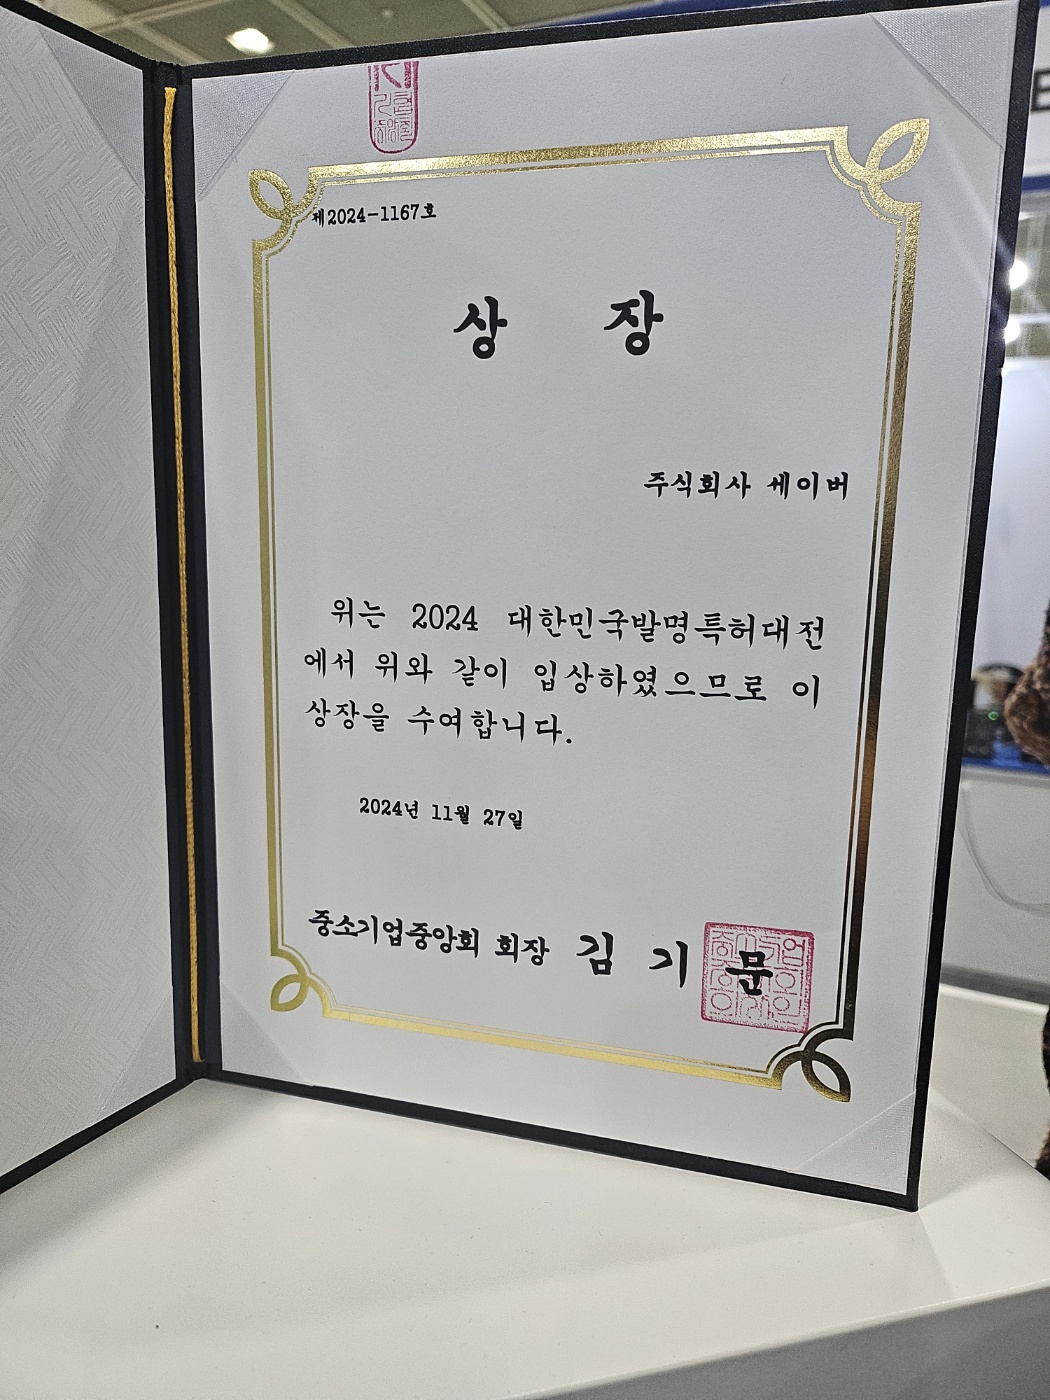 제2024-1167호
상 장
주식회사 세이버
위는 2024 대한민국발명특허대전
에서 위와 같이 입상하였으므로 이
상장을 수여합니다.
2024년 11월 27일
중소기업중앙회 회장 김 기 문